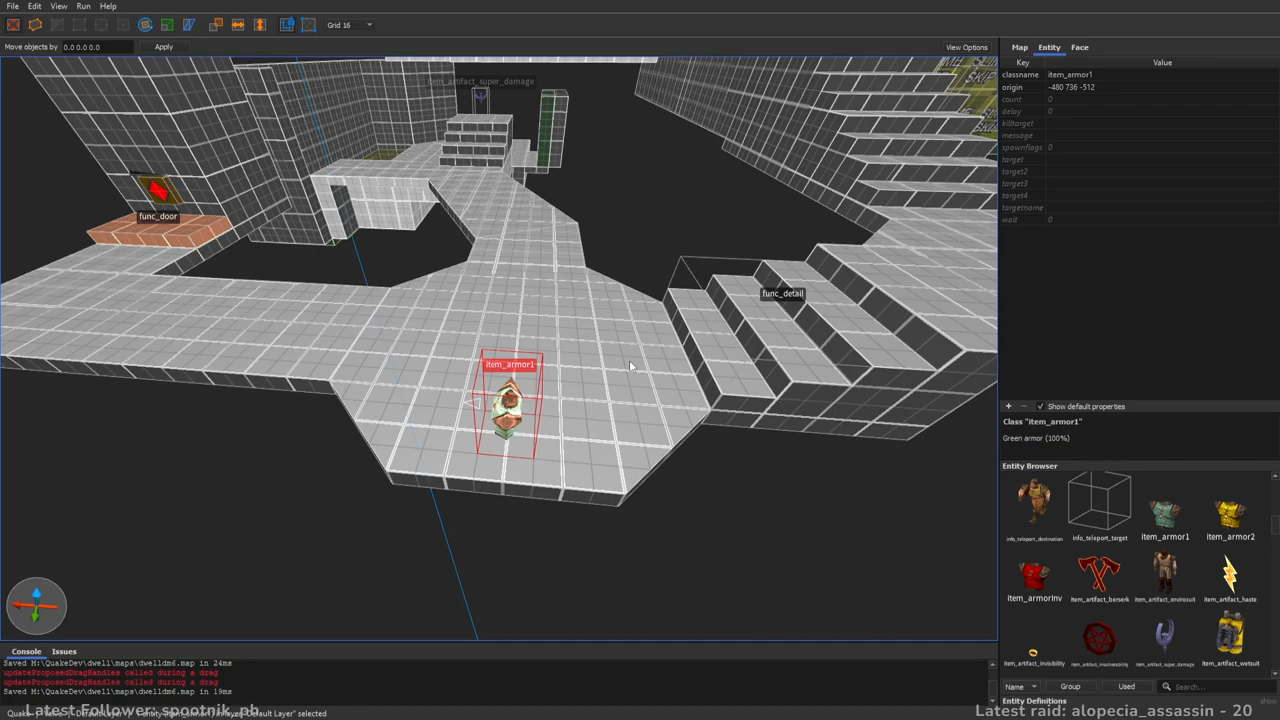 File Edit View Run Help
Grid 16
Move objects by 0.0 0.0 0.0 Apply View Options
Map Entity Face
Key Value
classname item_armor1
origin -480 736 -512
count 0
delay 0
killtarget
message
spawnflags 0
target
target2
target3
target4
targetname
wait 0
item_artifact_super_damage
func_door
func_detail
item_armor1
+ − Show default properties
Class "item_armor1"
Green armor (100%)
Entity Browser
info_teleport_destination info_teleport_target item_armor1 item_armor2
item_armorInv item_artifact_berserk item_artifact_envirosuit item_artifact_haste
item_artifact_invisibility item_artifact_invulnerability item_artifact_super_damage item_artifact_wetsuit
Name Group Used Search...
Entity Definitions
Console Issues
Saved M:\QuakeDev\dwell\maps\dwelldm6.map in 24ms
updateProposedDragHandles called during a drag
updateProposedDragHandles called during a drag
Saved M:\QuakeDev\dwell\maps\dwelldm6.map in 19ms
"Default Layer" selected
Latest Follower: spootnik_ph
Latest raid: alopecia_assassin - 20